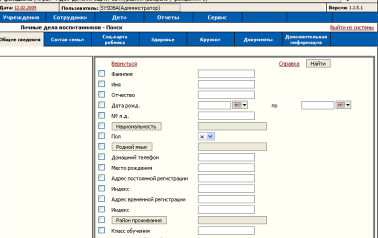 Дата: 12.02.2009 Пользователь: SYSDBA(Администратор) Версия: 1.13.1
Учреждения Сотрудники Дети Отчеты Сервис
Личные дела воспитанников - Поиск Выйти из системы
Общие сведения Состав семьи Соц.карта ребенка Здоровье Кружки Документы Дополнительная информация
Вернуться Справка Найти
Фамилия
Имя
Отчество
Дата рожд. по
№ л.д.
Национальность
Пол
Родной язык
Домашний телефон
Место рождения
Адрес постоянной регистрации
Индекс
Адрес временной регистрации
Индекс
Район проживания
Класс обучения